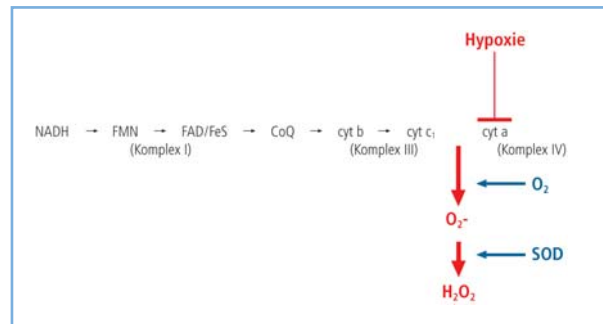 Hypoxie
NADH → FMN → FAD/FeS → CoQ → cyt b → cyt c₁ cyt a
(Komplex I) (Komplex III) (Komplex IV)
O₂
O₂-
SOD
H₂O₂